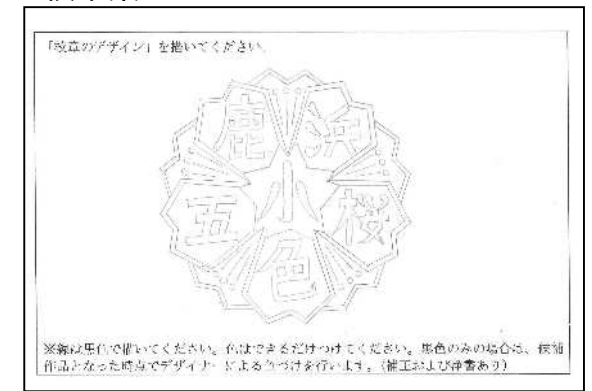 「校章のデザイン」を描いてください。
鹿浜
五小桜
色
※線は黒色で描いてください。色はできるだけつけてください。黒色のみの場合は、候補
作品となった時点でデザイナーによる色づけを行います。(補正および浄書あり)